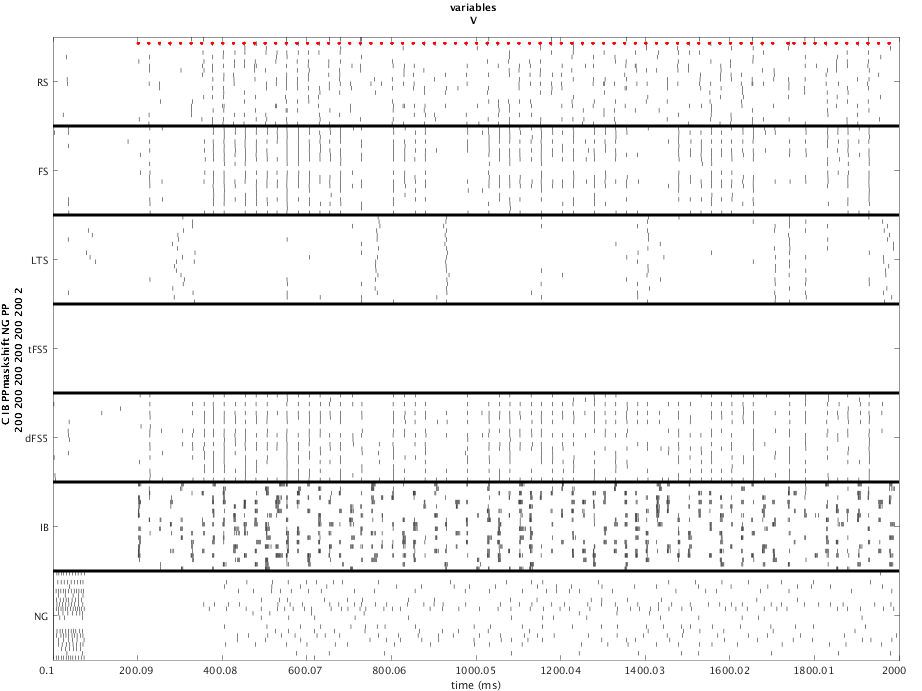 variables
V
RS
FS
LTS
tFS5
dFS5
IB
NG
C IB PPmaskshift NG PP
200 200 200 200 200 200 2
0.1 200.09 400.08 600.07 800.06 1000.05 1200.04 1400.03 1600.02 1800.01 2000
time (ms)